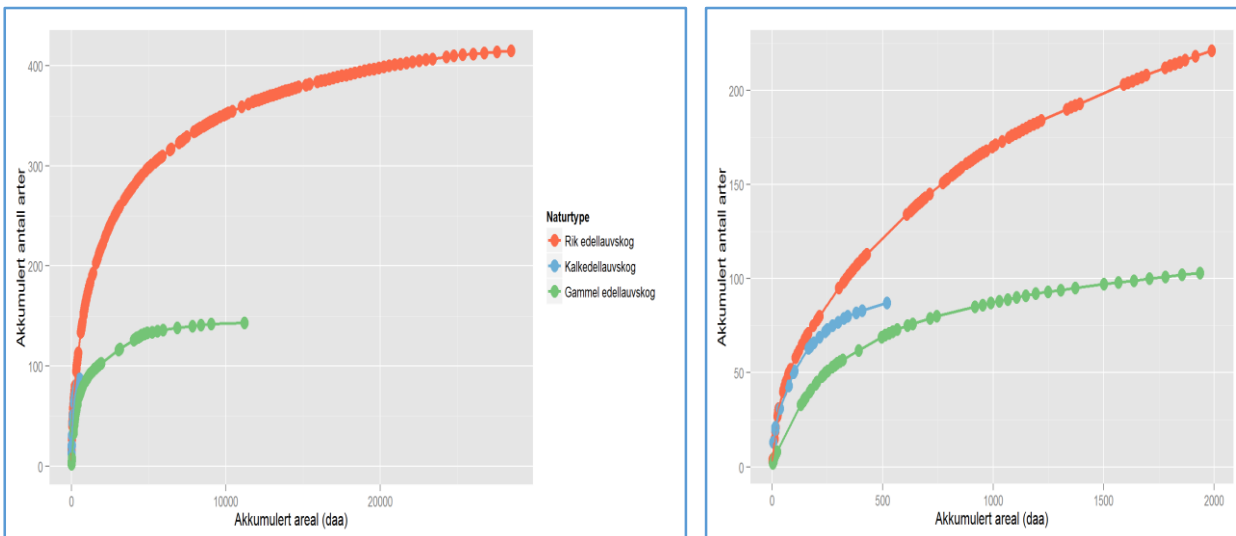 400
300
200
100
0
Akkumulert antall arter
0
10000
20000
Akkumulert areal (daa)
Naturtype
Rik edellauvskog
Kalkedellauvskog
Gammel edellauvskog
200
150
100
50
0
Akkumulert antall arter
0
500
1000
1500
2000
Akkumulert areal (daa)